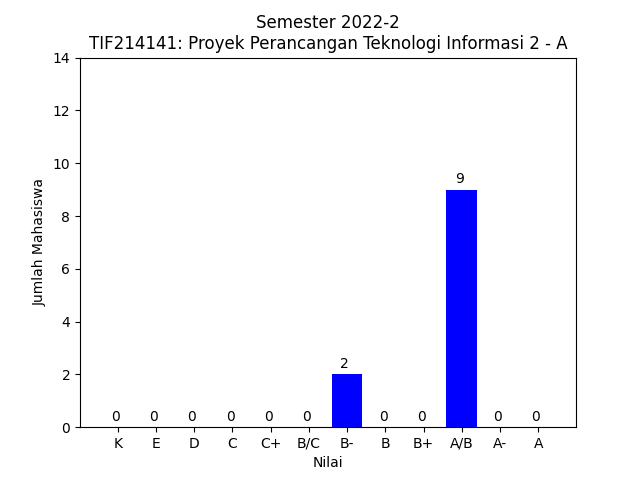 Semester 2022-2
TIF214141: Proyek Perancangan Teknologi Informasi 2 - A
14
12
10
8
6
4
2
0
Jumlah Mahasiswa
0 0 0 0 0 0 2 0 0 9 0 0
K E D C C+ B/C B- B B+ A/B A- A
Nilai